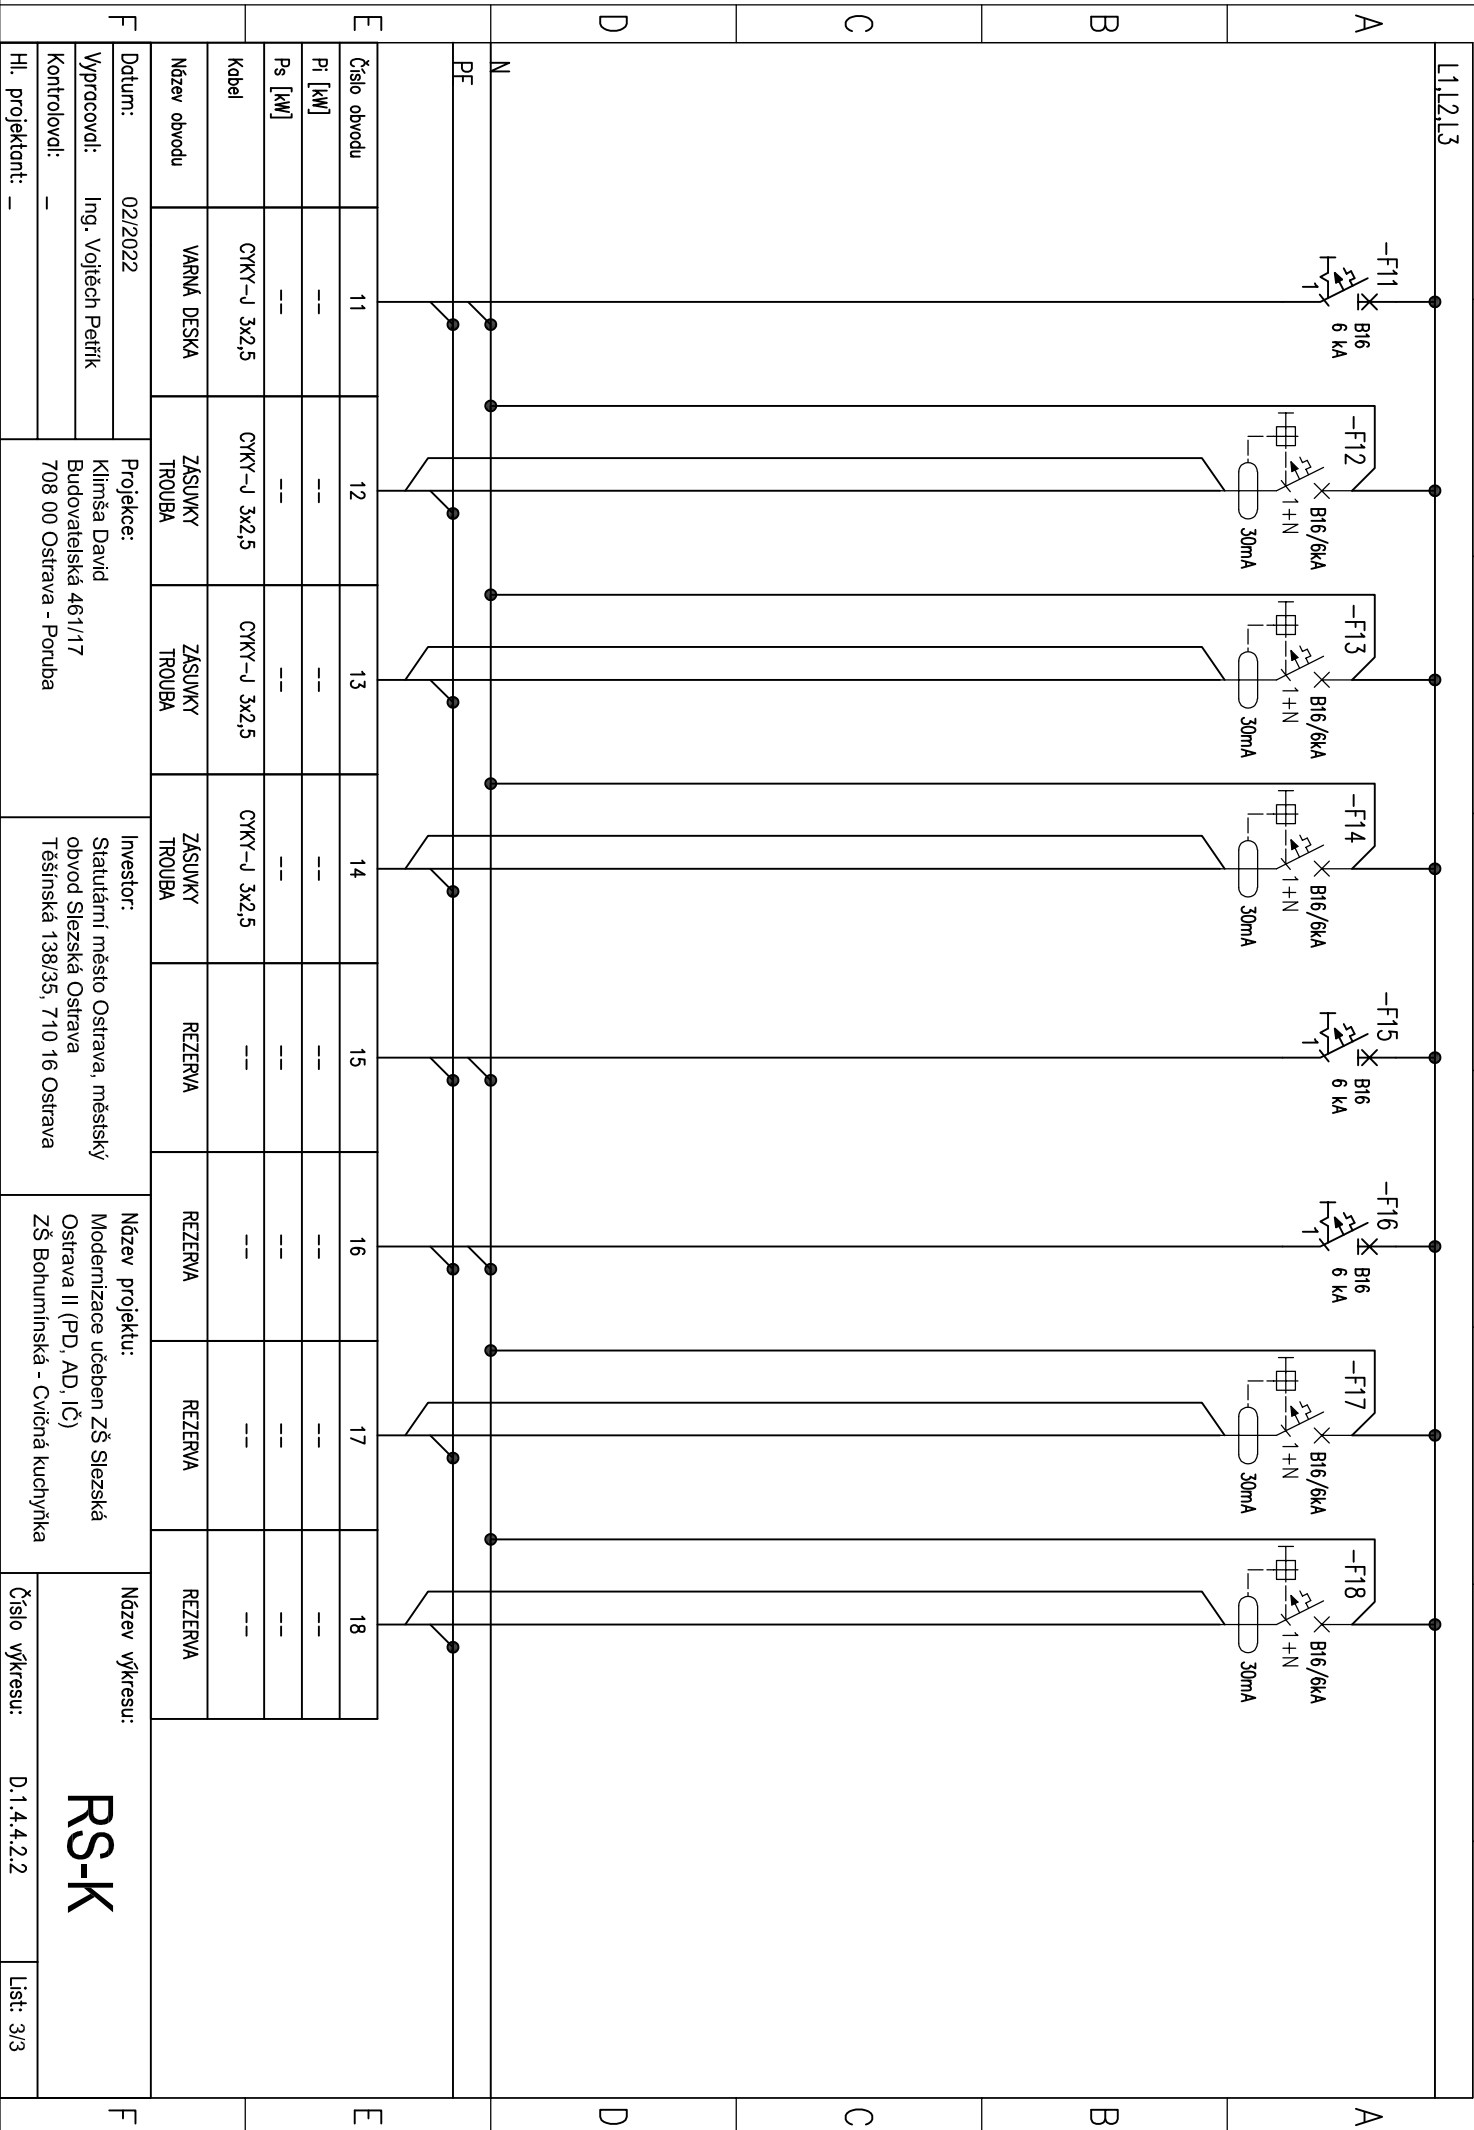 A
B
C
D
E
F
L1,L2,L3
-F11
B16
6 kA
1
-F12
B16/6kA
1+N
30mA
-F13
B16/6kA
1+N
30mA
-F14
B16/6kA
1+N
30mA
-F15
B16
6 kA
1
-F16
B16
6 kA
1
-F17
B16/6kA
1+N
30mA
-F18
B16/6kA
1+N
30mA
N
PE
Číslo obvodu 11 12 13 14 15 16 17 18
Pi [kW] -- -- -- -- -- -- -- --
Ps [kW] -- -- -- -- -- -- -- --
Kabel CYKY-J 3x2,5 CYKY-J 3x2,5 CYKY-J 3x2,5 CYKY-J 3x2,5 -- -- -- --
Název obvodu VARNÁ DESKA ZÁSUVKY TROUBA ZÁSUVKY TROUBA ZÁSUVKY TROUBA REZERVA REZERVA REZERVA REZERVA
Datum: 02/2022
Vypracoval: Ing. Vojtěch Petřík
Kontroloval: -
Hl. projektant: -
Projekce:
Klimša David
Budovatelská 461/17
708 00 Ostrava - Poruba
Investor:
Statutární město Ostrava, městský
obvod Slezská Ostrava
Těšínská 138/35, 710 16 Ostrava
Název projektu:
Modernizace učeben ZŠ Slezská
Ostrava II (PD, AD, IČ)
ZŠ Bohumínská - Cvičná kuchyňka
Název výkresu:
RS-K
Číslo výkresu: D.1.4.4.2.2
List: 3/3
A
B
C
D
E
F